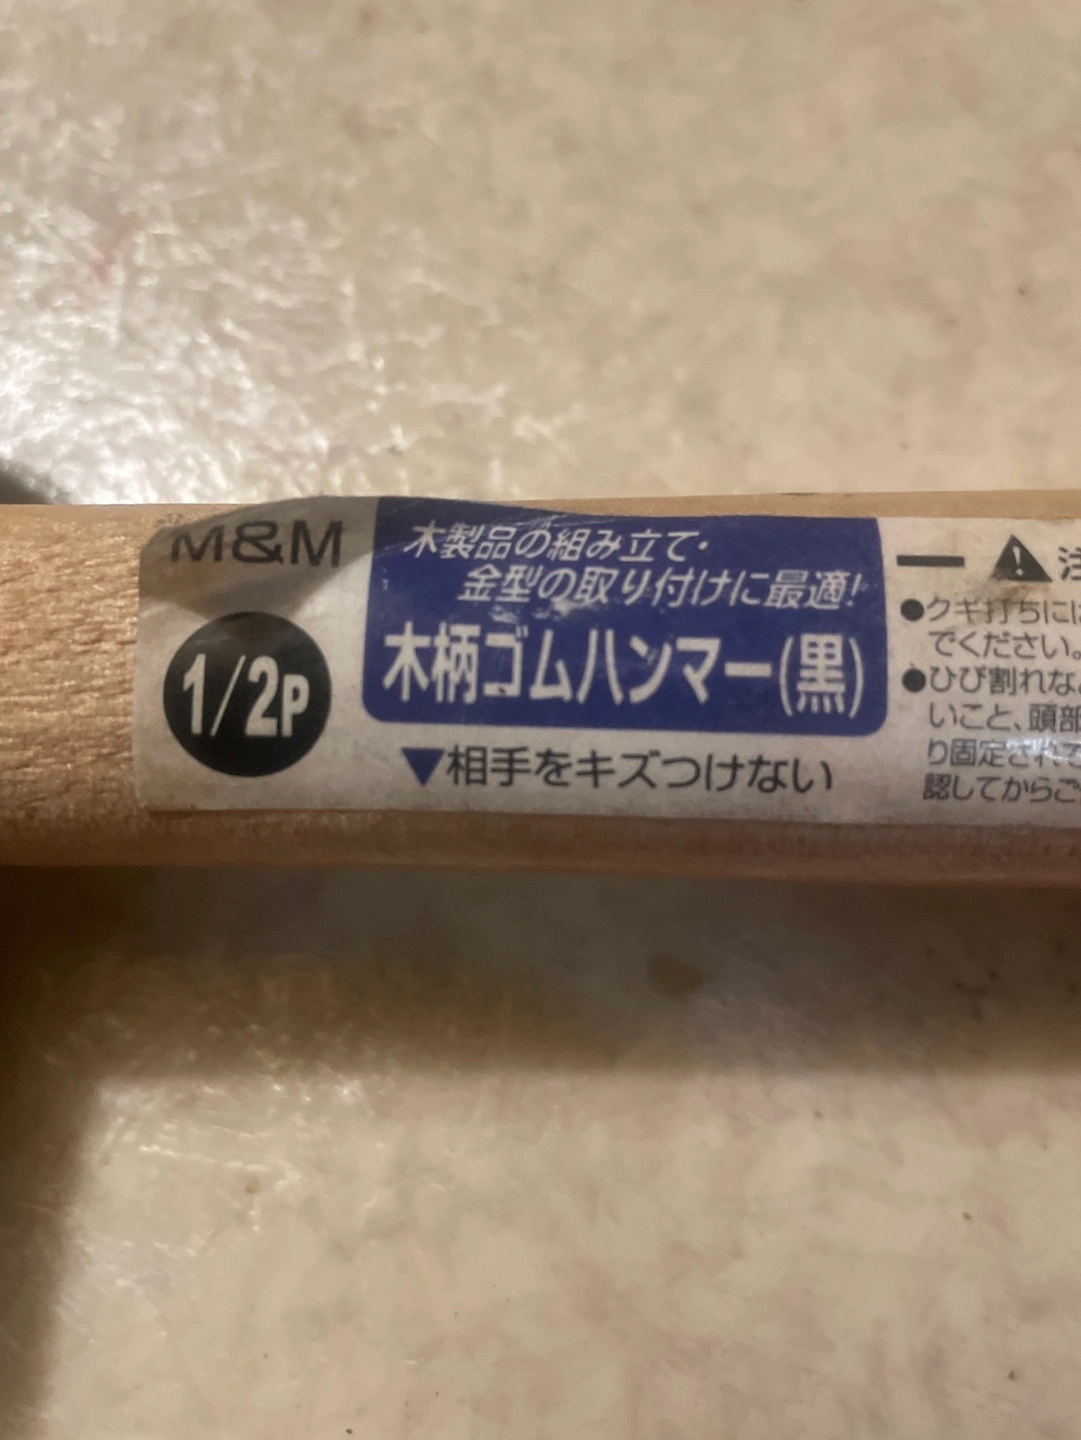 M&M
1/2P
木製品の組み立て・
金型の取り付けに最適!
木柄ゴムハンマー(黒)
▼相手をキズつけない
注
●クギ打ちには
でください。
●ひび割れな
いこと、頭部
り固定されて
認してからご